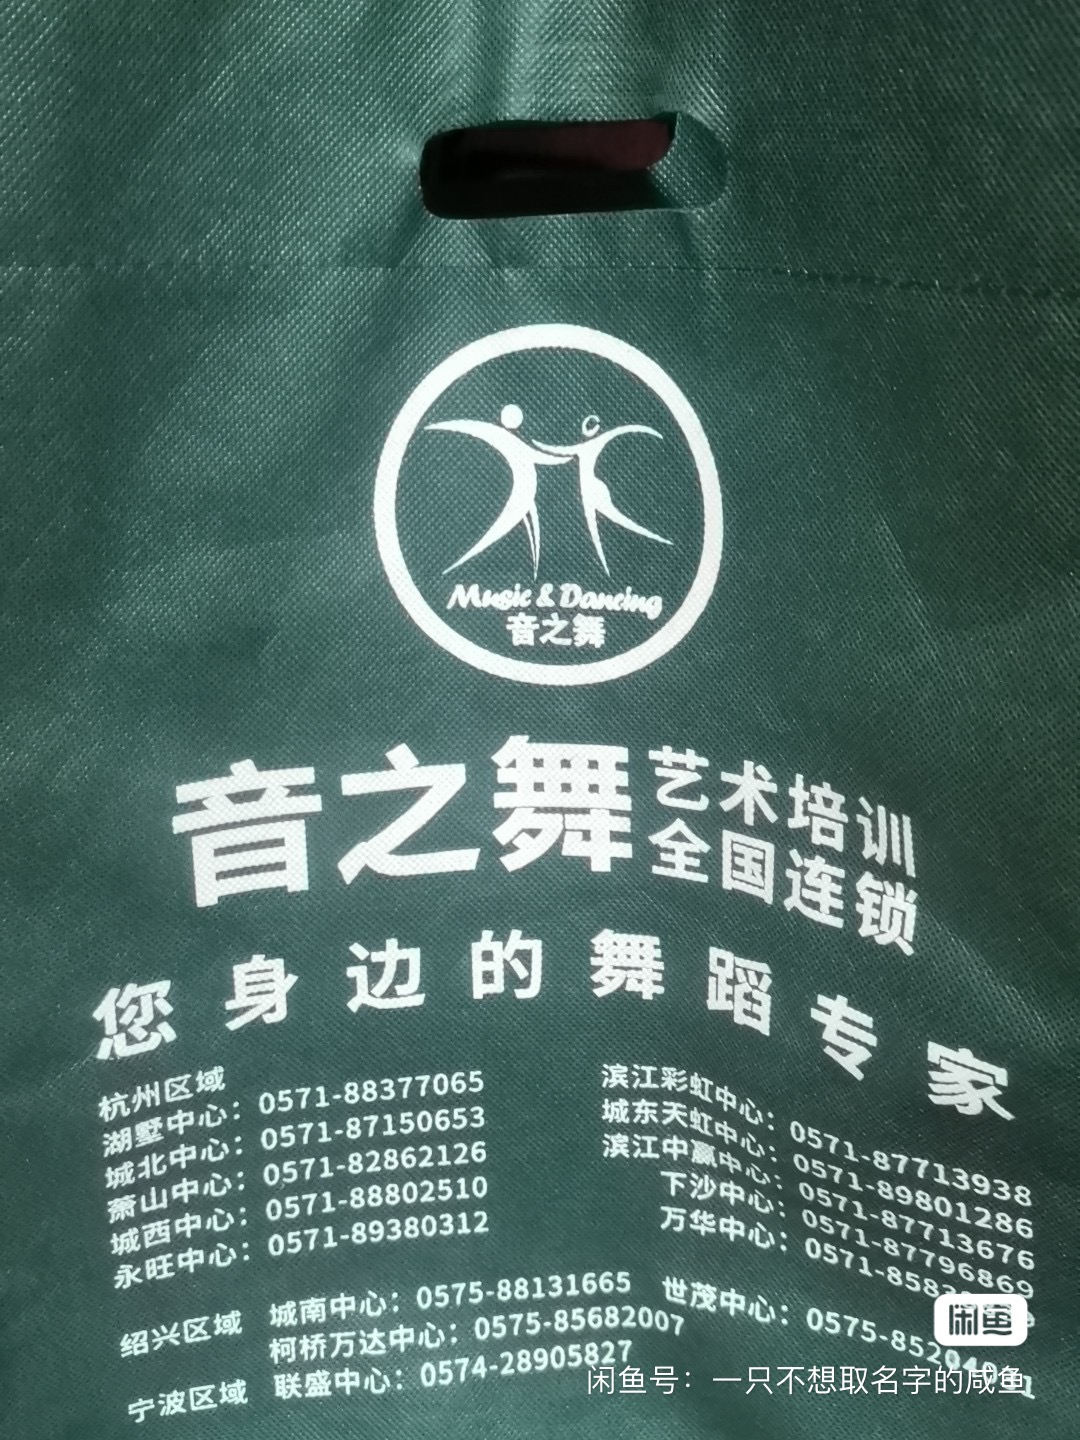 Music & Dancing
音之舞
音之舞
艺术培训
全国连锁
您身边的舞蹈专家
杭州区域
湖墅中心：0571-88377065
城北中心：0571-87150653
萧山中心：0571-82862126
城西中心：0571-88802510
永旺中心：0571-89380312
滨江彩虹中心：0571-87713938
城东天虹中心：0571-89801286
滨江中赢中心：0571-87713676
下沙中心：0571-87796869
万华中心：
绍兴区域
城南中心：0575-88131665
柯桥万达中心：0575-85682007
世茂中心：
宁波区域
联盛中心：0574-28905827
闲鱼
闲鱼号：一只不想取名字的咸鱼